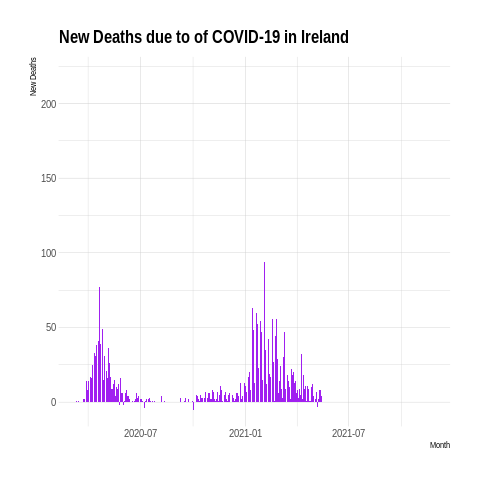 New Deaths due to of COVID-19 in Ireland
New Deaths
200
150
100
50
0
2020-07
2021-01
2021-07
Month